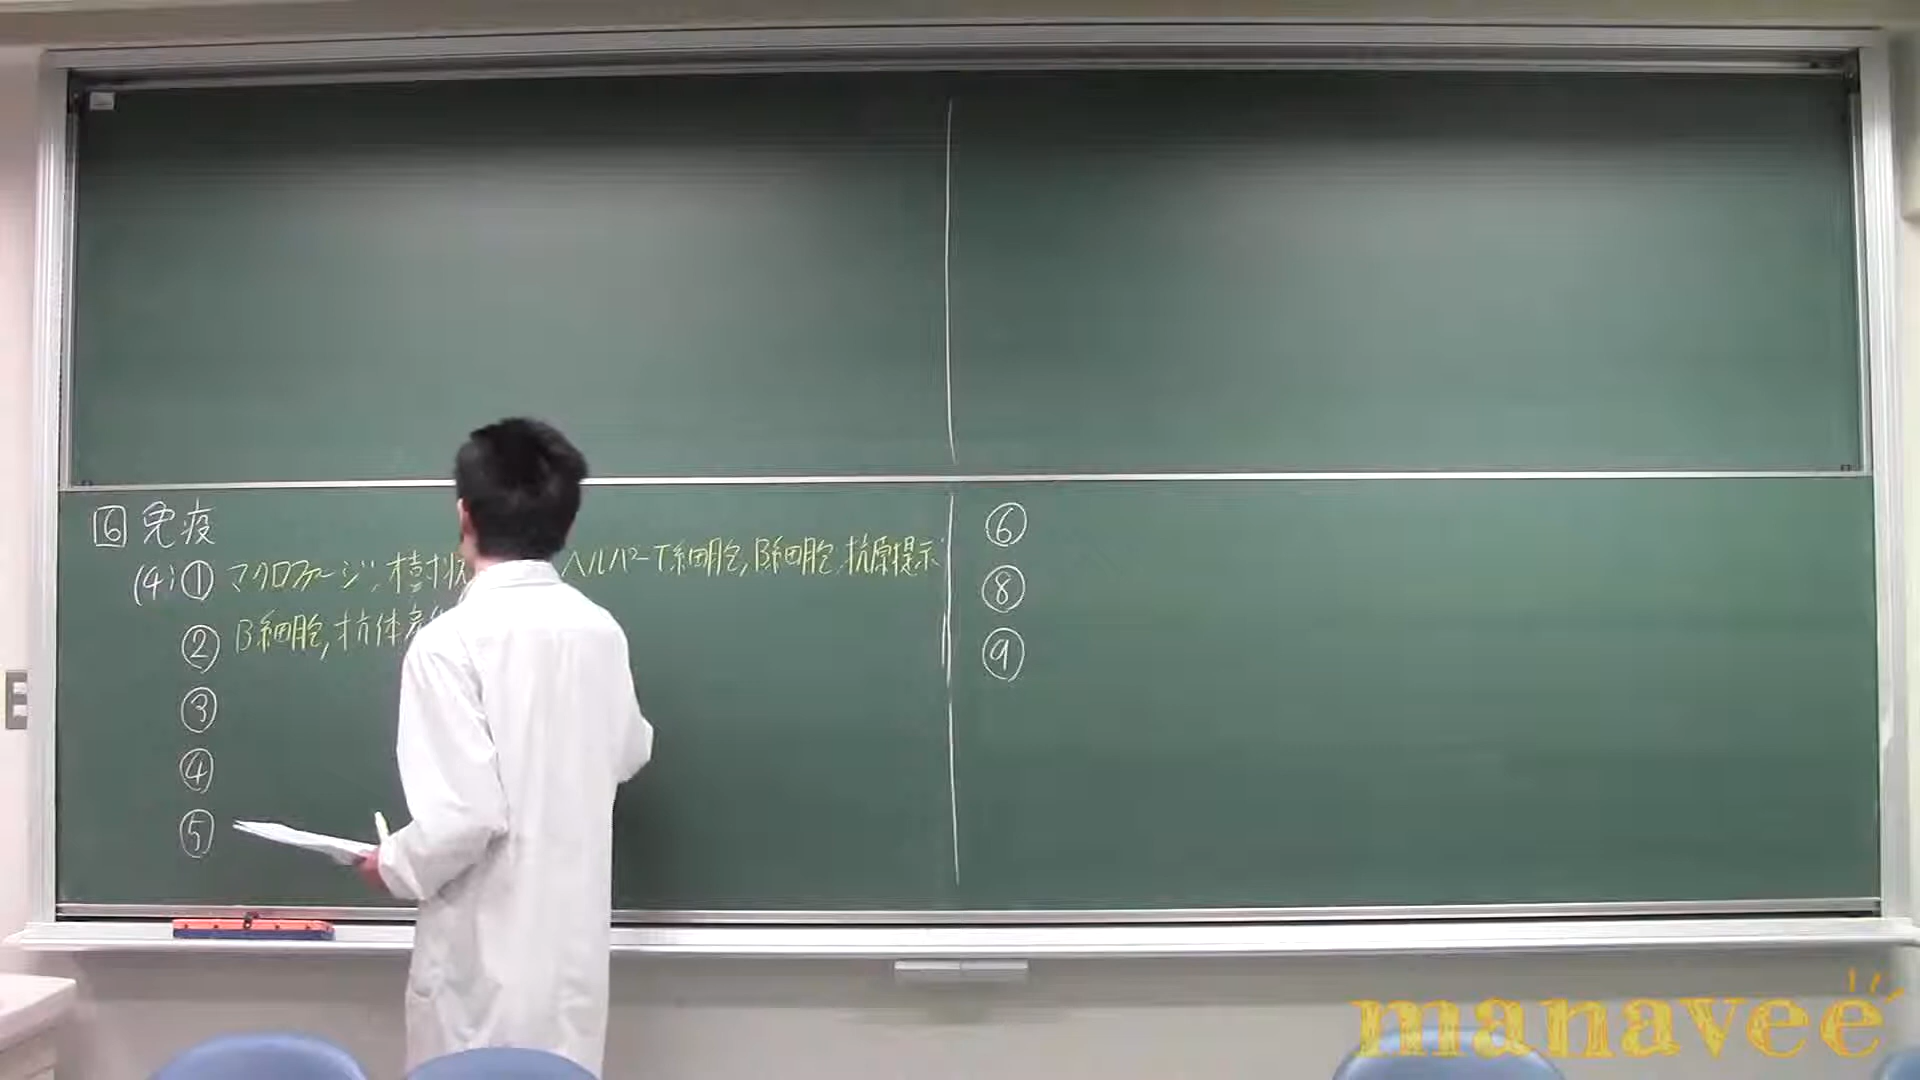 6 免疫
(4) ① マクロファージ, 樹状 ヘルパーT細胞, B細胞, 抗原提示
② B細胞, 抗体産
③
④
⑤
⑥
⑧
⑨
manavee